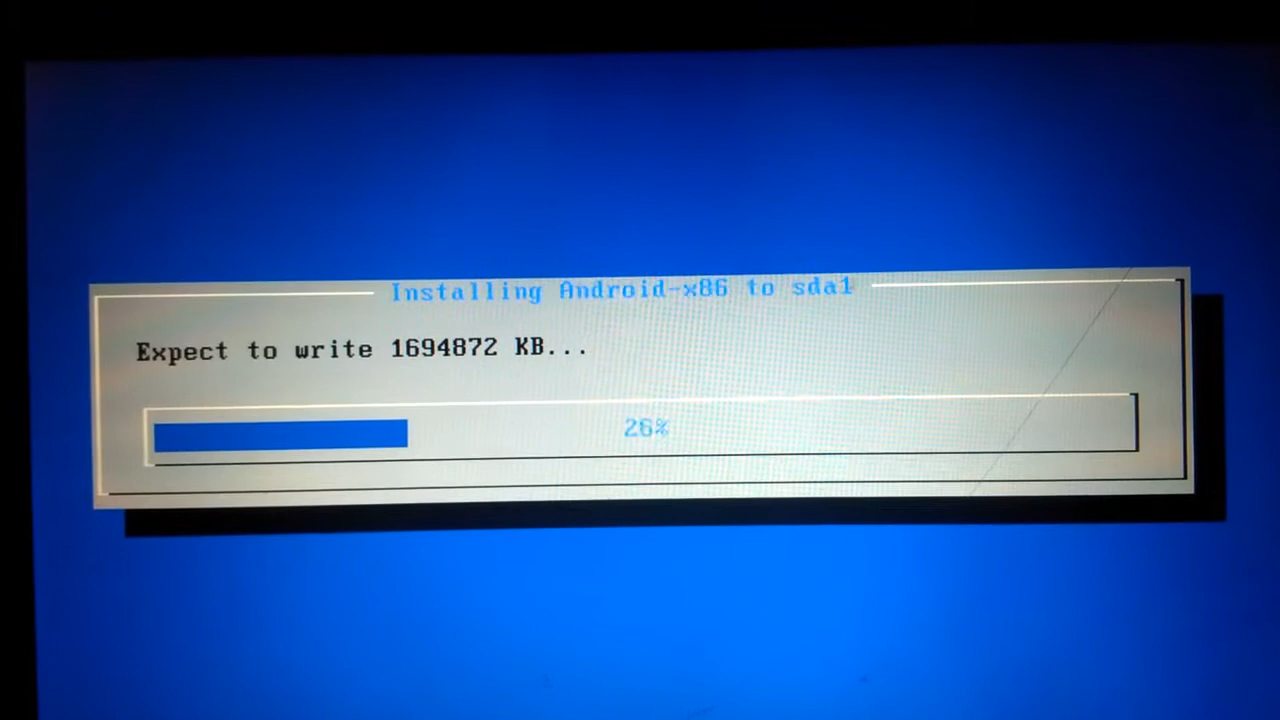 Installing Android-x86 to sda1
Expect to write 1694872 KB...
26%